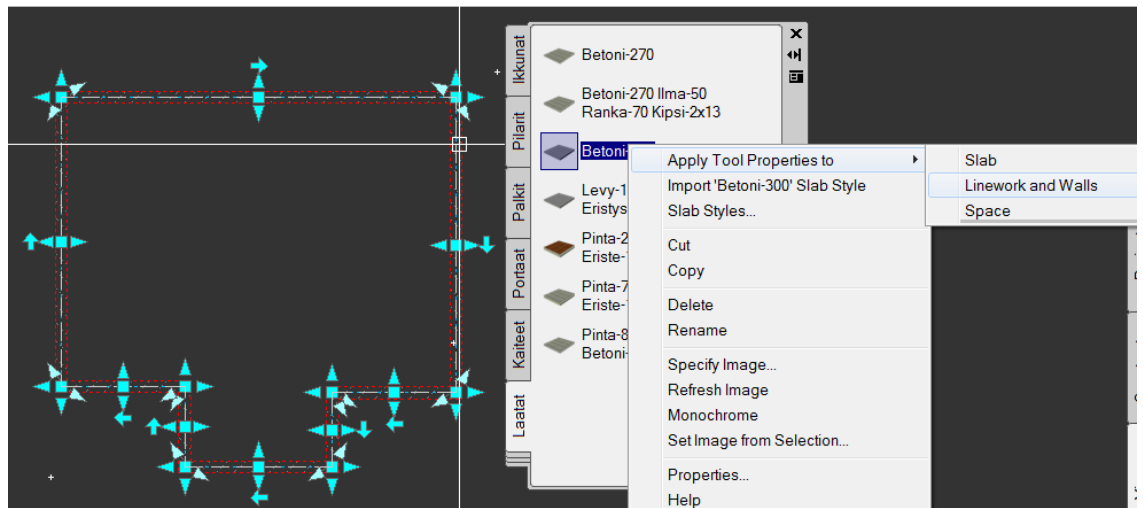 Ikkunat
Pilarit
Palkit
Portaat
Kaiteet
Laatat
Betoni-270
Betoni-270 Ilma-50
Ranka-70 Kipsi-2x13
Betoni-
Levy-1
Eristys
Pinta-2
Eriste-
Pinta-7
Eriste-
Pinta-8
Betoni-
Apply Tool Properties to
Import 'Betoni-300' Slab Style
Slab Styles...
Cut
Copy
Delete
Rename
Specify Image...
Refresh Image
Monochrome
Set Image from Selection...
Properties...
Help
Slab
Linework and Walls
Space